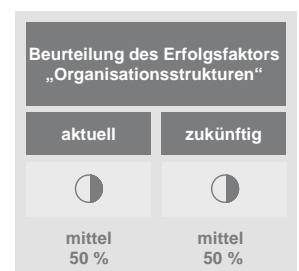 Beurteilung des Erfolgsfaktors
„Organisationsstrukturen“
aktuell zukünftig
mittel mittel
50 % 50 %